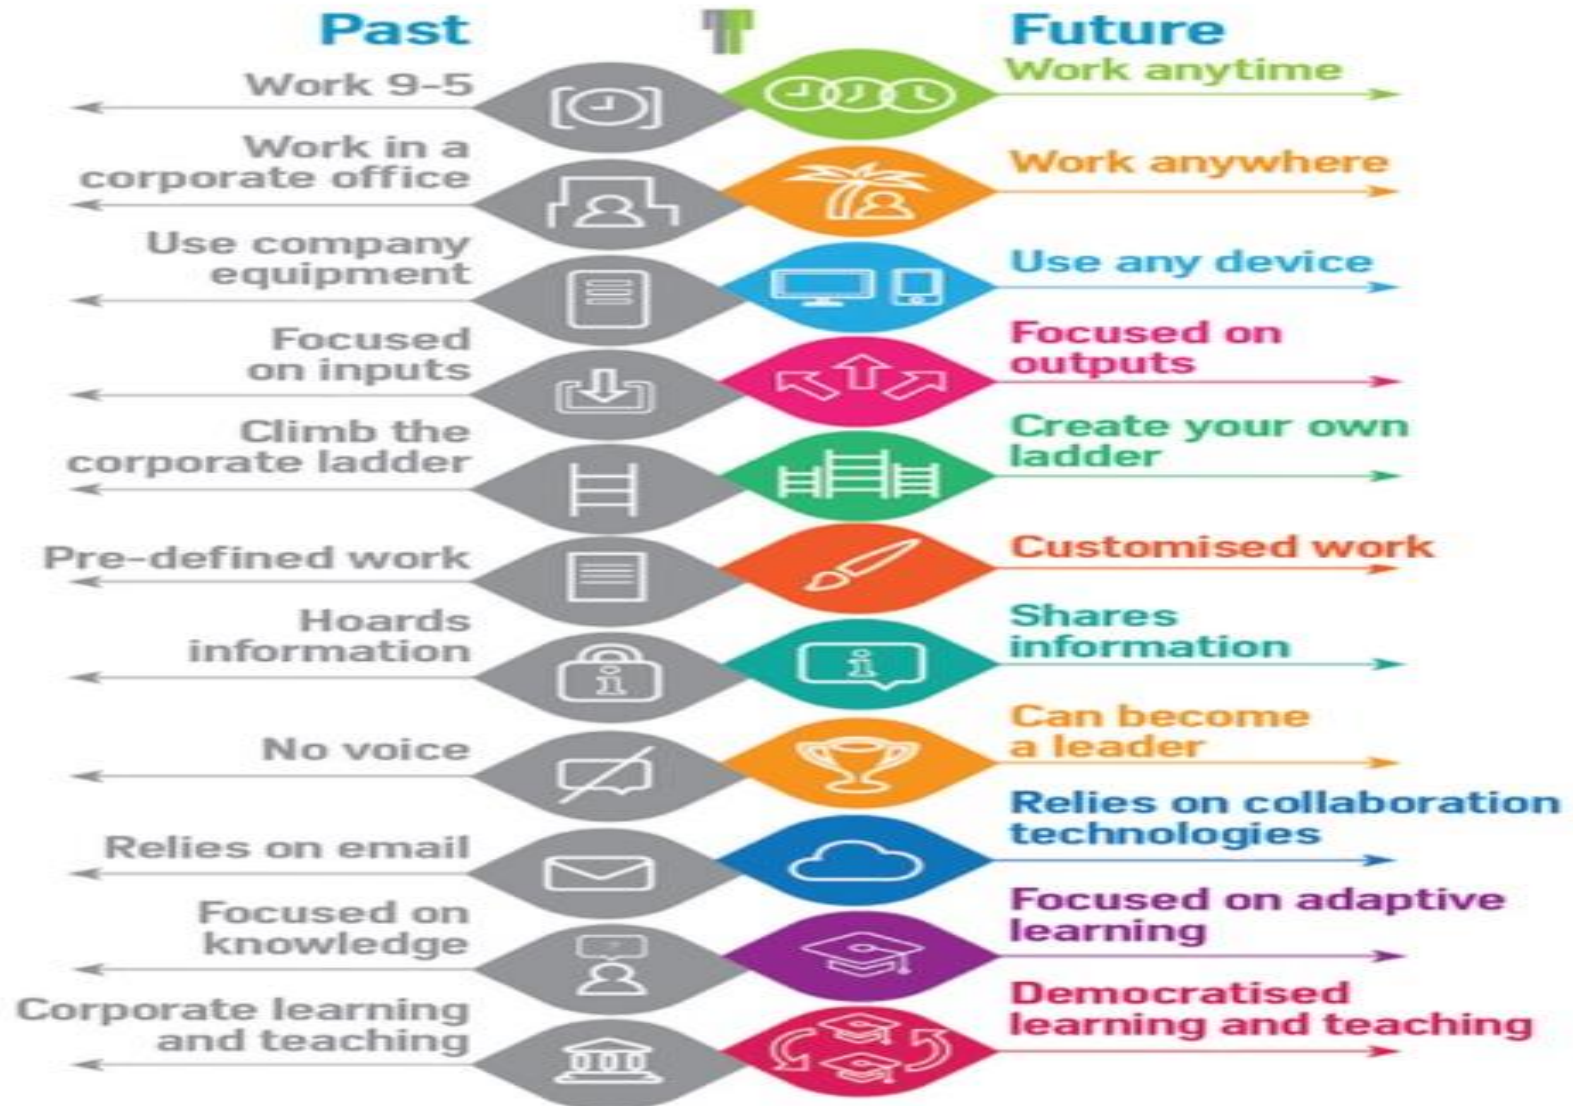 Past
Future
Work 9-5
Work anytime
Work in a
corporate office
Work anywhere
Use company
equipment
Use any device
Focused
on inputs
Focused on
outputs
Climb the
corporate ladder
Create your own
ladder
Pre-defined work
Customised work
Hoards
information
i
Shares
information
i
No voice
Can become
a leader
Relies on email
Relies on collaboration
technologies
Focused on
knowledge
?
Focused on adaptive
learning
Corporate learning
and teaching
Democratised
learning and teaching